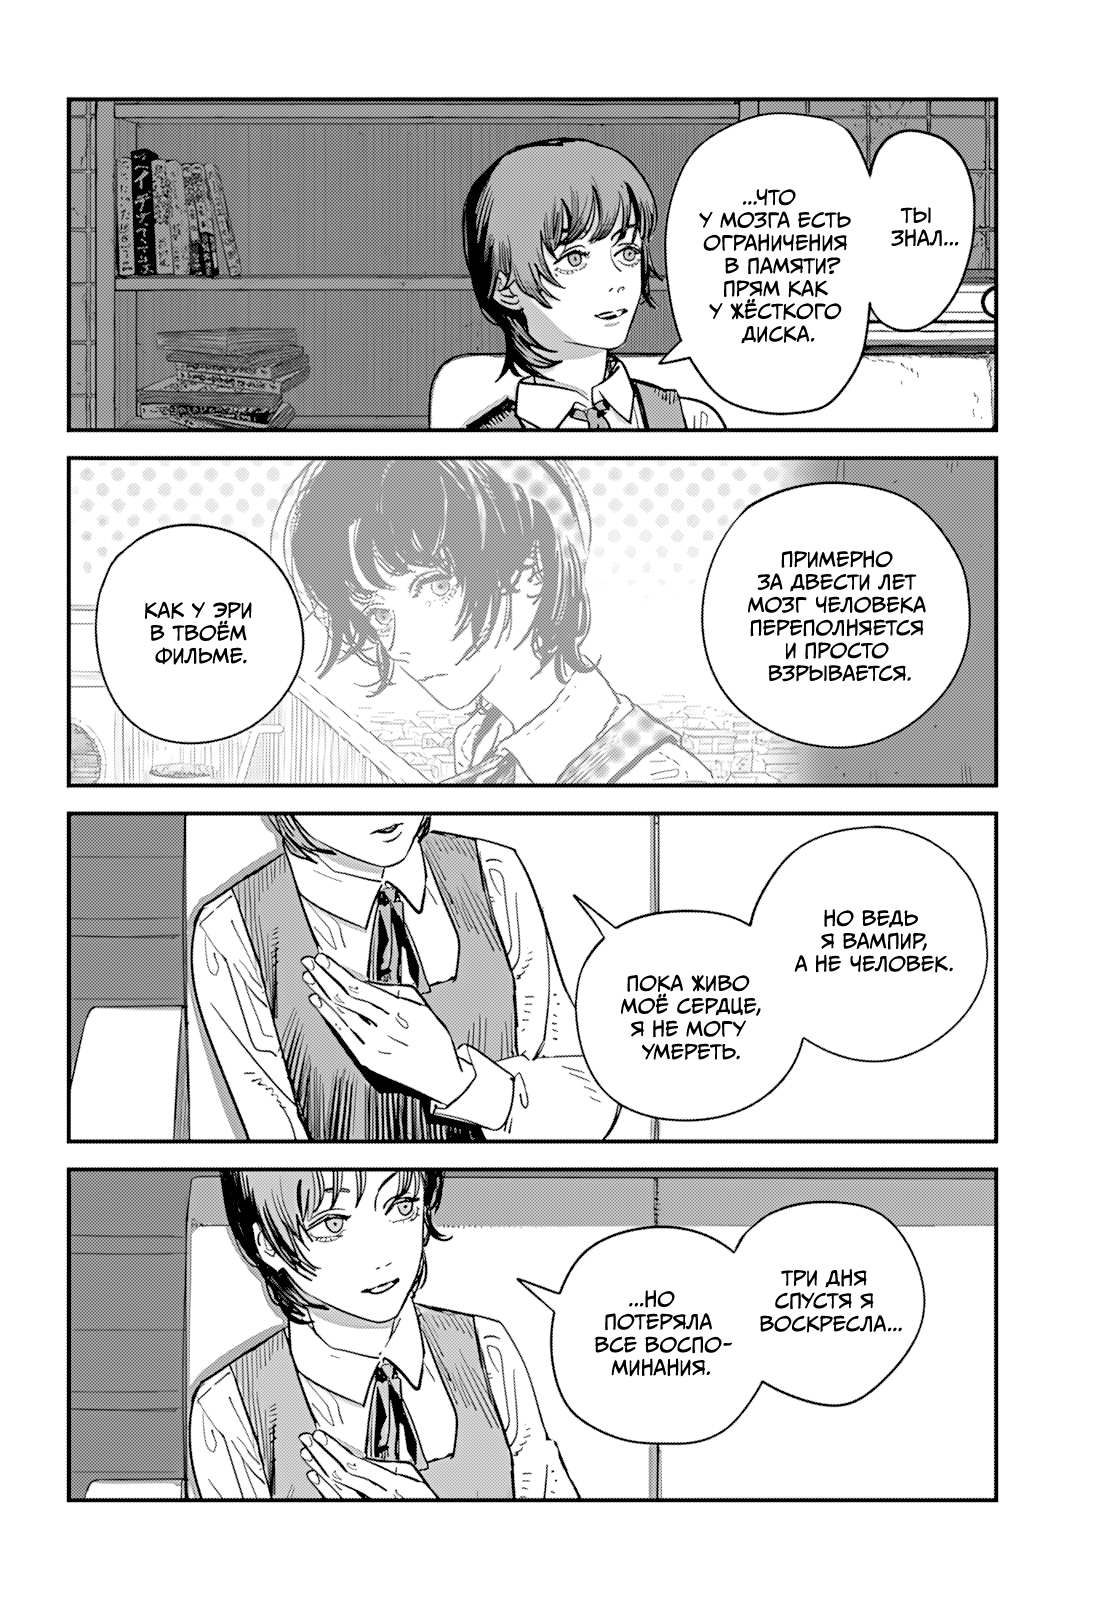 ТЫ
ЗНАЛ...
...ЧТО
У МОЗГА ЕСТЬ
ОГРАНИЧЕНИЯ
В ПАМЯТИ?
ПРЯМ КАК
У ЖЁСТКОГО
ДИСКА.
ПРИМЕРНО
ЗА ДВЕСТИ ЛЕТ
МОЗГ ЧЕЛОВЕКА
ПЕРЕПОЛНЯЕТСЯ
И ПРОСТО
ВЗРЫВАЕТСЯ.
КАК У ЭРИ
В ТВОЁМ
ФИЛЬМЕ.
НО ВЕДЬ
Я ВАМПИР,
А НЕ ЧЕЛОВЕК.
ПОКА ЖИВО
МОЁ СЕРДЦЕ,
Я НЕ МОГУ
УМЕРЕТЬ.
ТРИ ДНЯ
СПУСТЯ Я
ВОСКРЕСЛА...
...НО
ПОТЕРЯЛА
ВСЕ ВОСПО-
МИНАНИЯ.